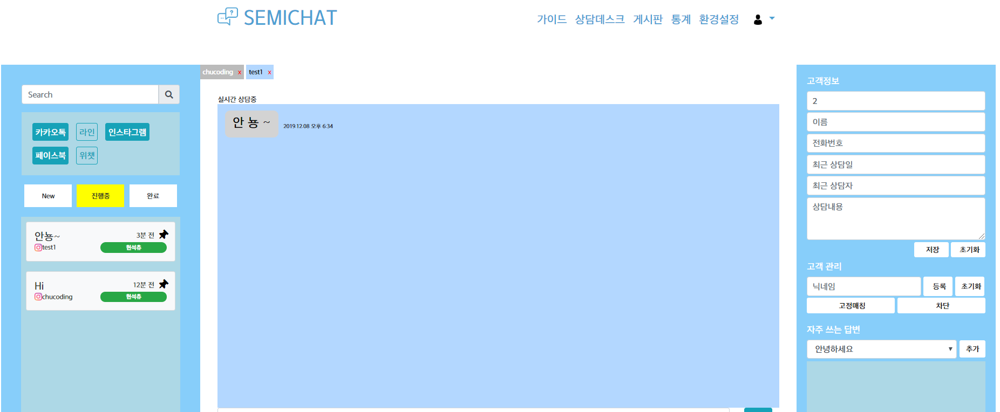 SEMICHAT
가이드 상담데스크 게시판 통계 환경설정
chucoding x test1 x
Search
카카오톡 라인 인스타그램
페이스북 위챗
New 진행중 완료
안뇽~ 3분 전
test1 현석츄
Hi 12분 전
chucoding 현석츄
실시간 상담중
안 뇽 ~ 2019.12.08 오후 6:34
고객정보
2
이름
전화번호
최근 상담일
최근 상담자
상담내용
저장 초기화
고객 관리
닉네임 등록 초기화
고정매칭 차단
자주 쓰는 답변
안녕하세요 추가